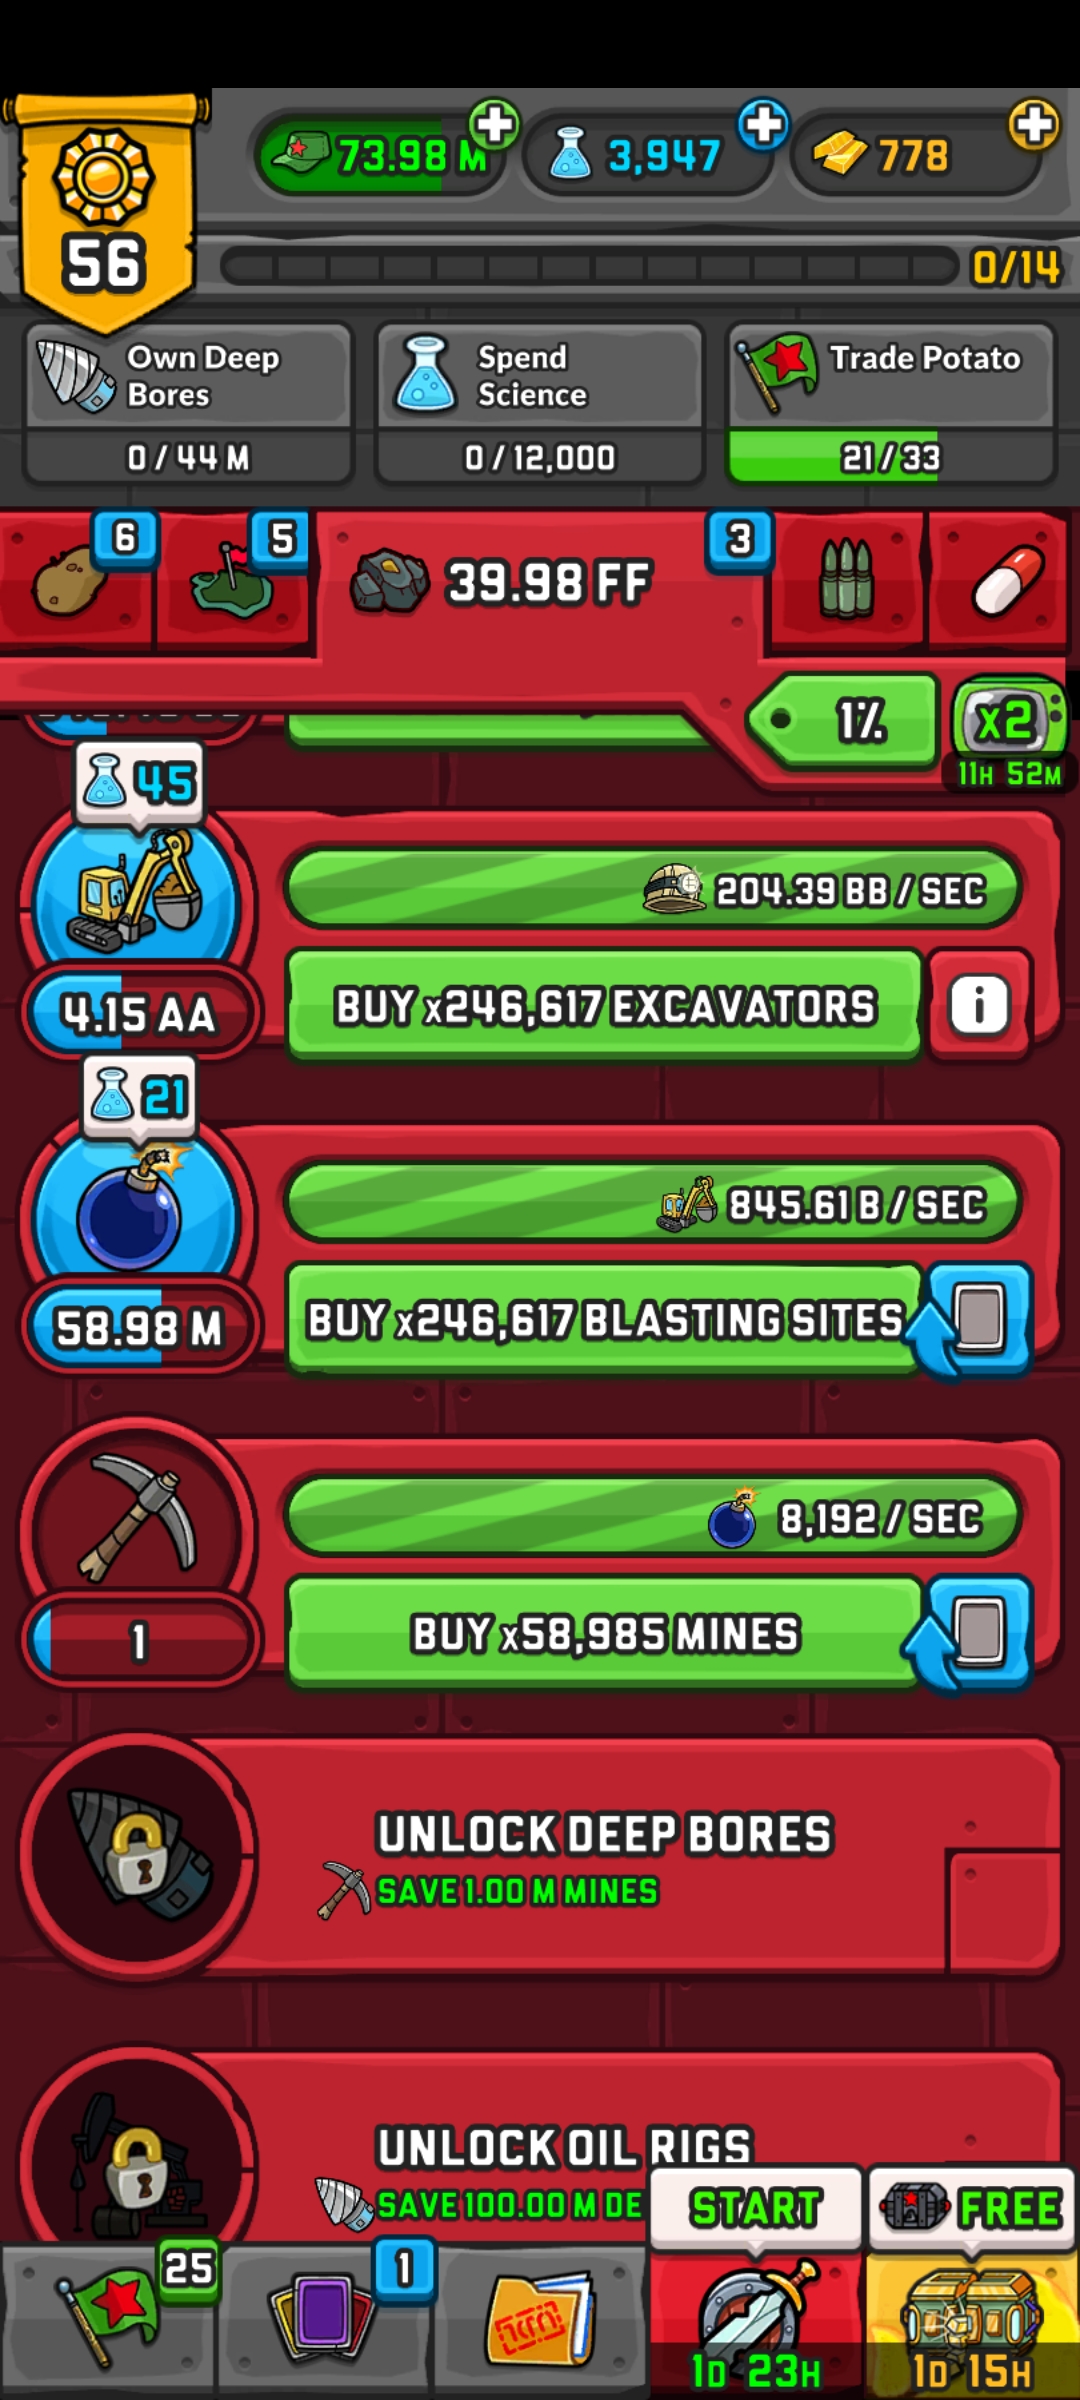 73.98 M
3,947
778
56
0/14
Own Deep
Bores
0 / 44 M
Spend
Science
0 / 12,000
Trade Potato
21 / 33
6
5
39.98 FF
3
1%
x2
11H 52M
45
204.39 BB / SEC
4.15 AA
BUY x246,617 EXCAVATORS
i
21
845.61 B / SEC
58.98 M
BUY x246,617 BLASTING SITES
8,192 / SEC
1
BUY x58,985 MINES
UNLOCK DEEP BORES
SAVE 1.00 M MINES
UNLOCK OIL RIGS
SAVE 100.00 M DE
START
FREE
25
1
1D 23H
1D 15H